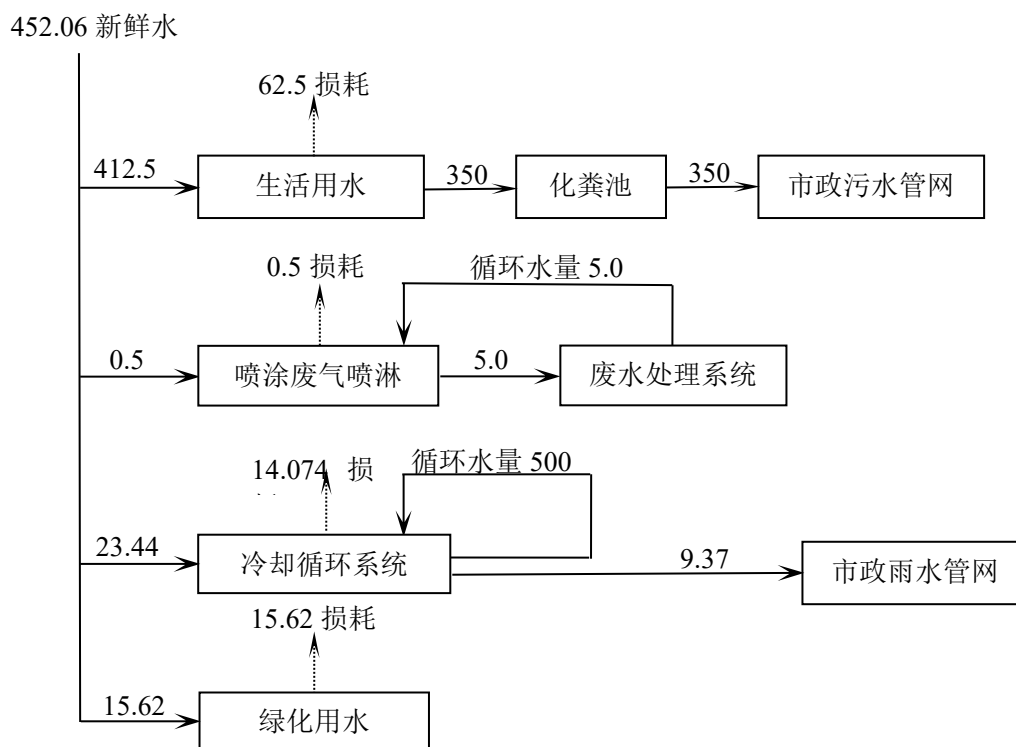 452.06 新鲜水
62.5 损耗
412.5
生活用水
350
化粪池
350
市政污水管网
0.5 损耗
循环水量 5.0
0.5
喷涂废气喷淋
5.0
废水处理系统
14.074 损
循环水量 500
23.44
冷却循环系统
9.37
市政雨水管网
15.62 损耗
15.62
绿化用水